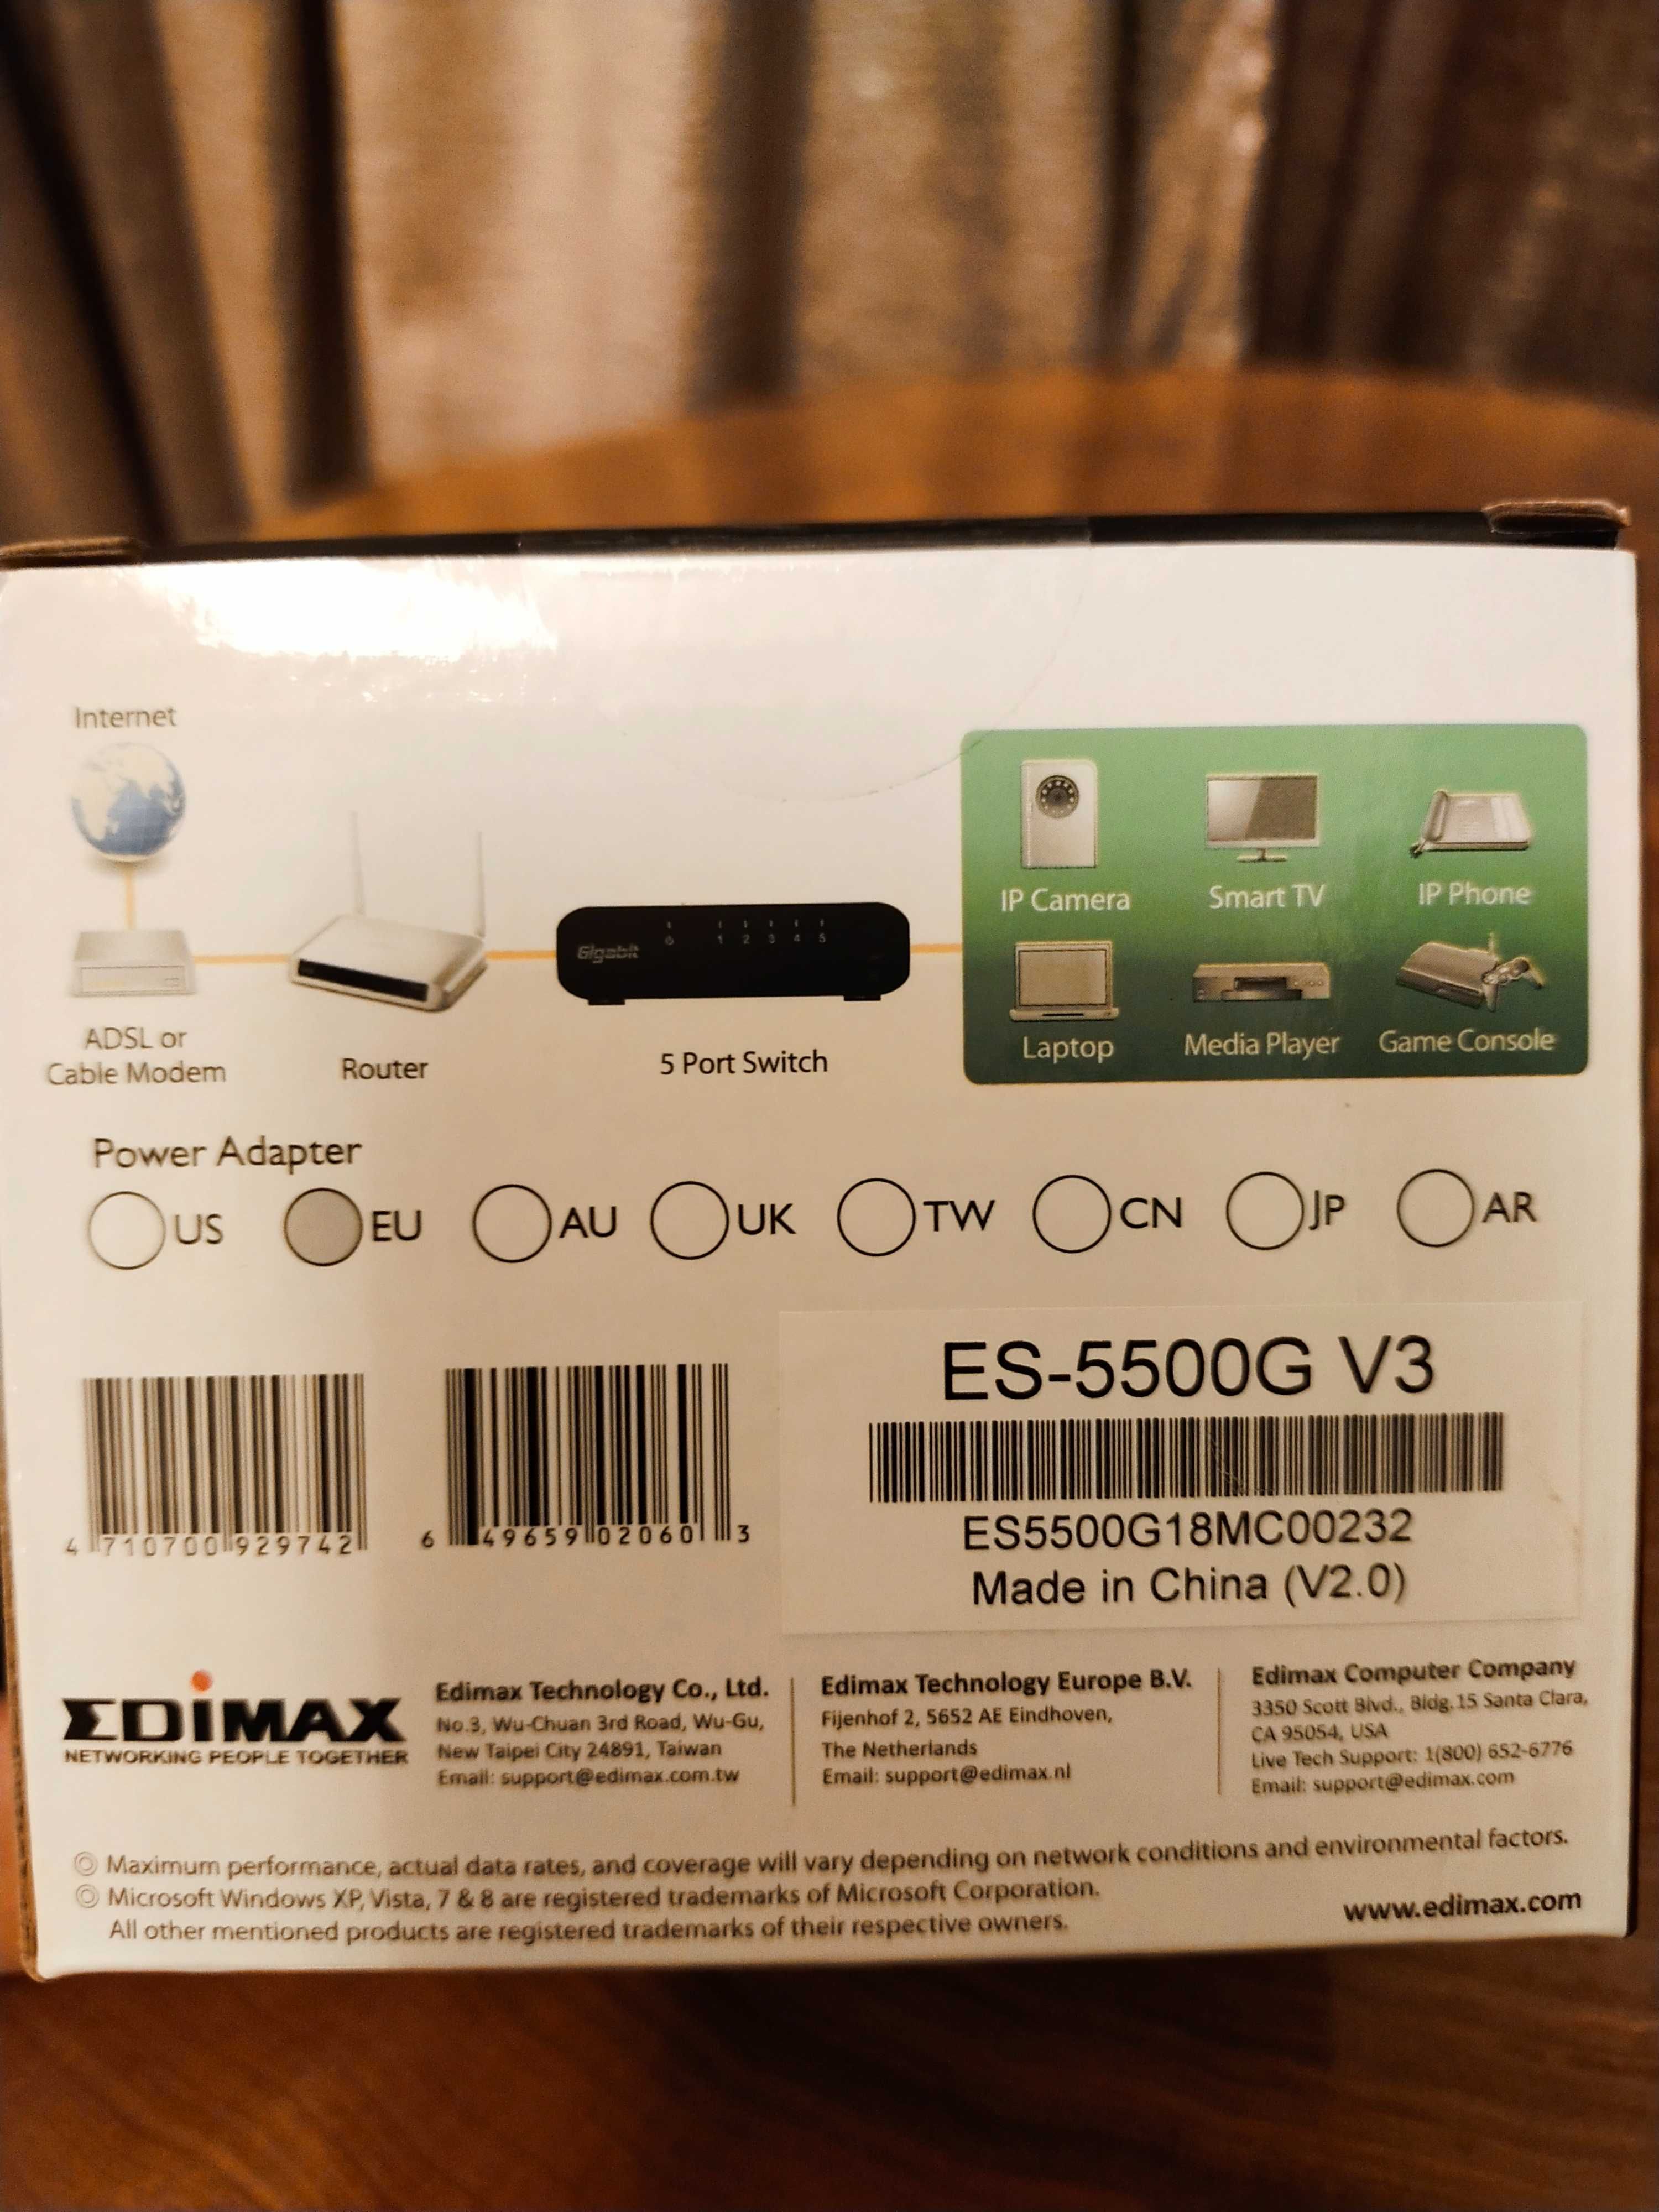 Internet
ADSL or
Cable Modem
Router
Gigabit
1 2 3 4 5
5 Port Switch
IP Camera
Smart TV
IP Phone
Laptop
Media Player
Game Console
Power Adapter
US EU AU UK TW CN JP AR
4 710700 929742
6 49659 02060 3
ES-5500G V3
ES5500G18MC00232
Made in China (V2.0)
EDIMAX
NETWORKING PEOPLE TOGETHER
Edimax Technology Co., Ltd.
No.3, Wu-Chuan 3rd Road, Wu-Gu,
New Taipei City 24891, Taiwan
Email: support@edimax.com.tw
Edimax Technology Europe B.V.
Fijenhof 2, 5652 AE Eindhoven,
The Netherlands
Email: support@edimax.nl
Edimax Computer Company
3350 Scott Blvd., Bldg.15 Santa Clara,
CA 95054, USA
Live Tech Support: 1(800) 652-6776
Email: support@edimax.com
◎ Maximum performance, actual data rates, and coverage will vary depending on network conditions and environmental factors.
◎ Microsoft Windows XP, Vista, 7 & 8 are registered trademarks of Microsoft Corporation.
All other mentioned products are registered trademarks of their respective owners.
www.edimax.com